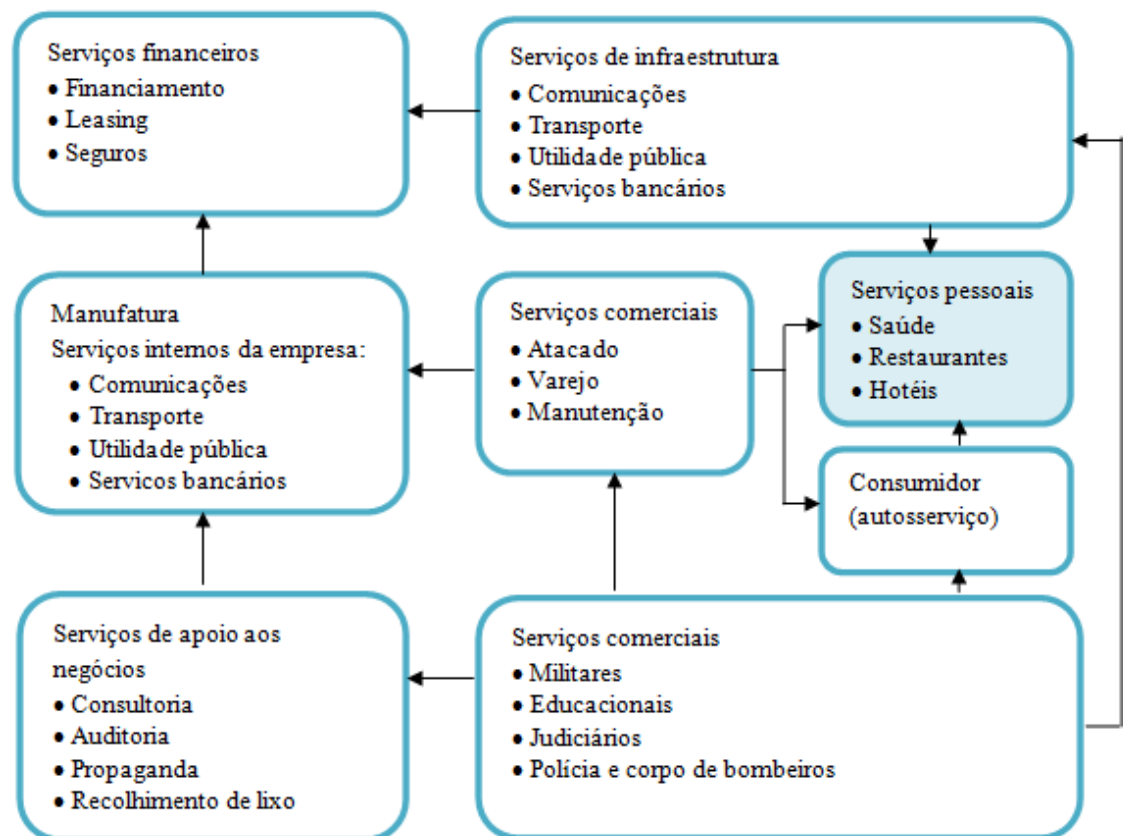 Serviços financeiros
• Financiamento
• Leasing
• Seguros
Serviços de infraestrutura
• Comunicações
• Transporte
• Utilidade pública
• Serviços bancários
Manufatura
Serviços internos da empresa:
• Comunicações
• Transporte
• Utilidade pública
• Servicos bancários
Serviços comerciais
• Atacado
• Varejo
• Manutenção
Serviços pessoais
• Saúde
• Restaurantes
• Hotéis
Consumidor
(autosserviço)
Serviços de apoio aos
negócios
• Consultoria
• Auditoria
• Propaganda
• Recolhimento de lixo
Serviços comerciais
• Militares
• Educacionais
• Judiciários
• Polícia e corpo de bombeiros